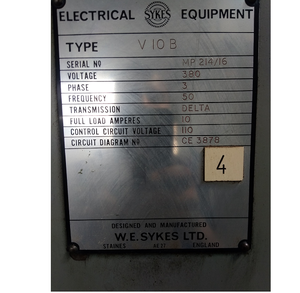 ELECTRICAL SYKES EQUIPMENT
TYPE V 10 B
SERIAL Nº MP 214/16
VOLTAGE 380
PHASE 3
FREQUENCY 50
TRANSMISSION DELTA
FULL LOAD AMPERES 10
CONTROL CIRCUIT VOLTAGE 110
CIRCUIT DIAGRAM Nº CE 3878
4
DESIGNED AND MANUFACTURED
W.E. SYKES LTD.
STAINES ENGLAND